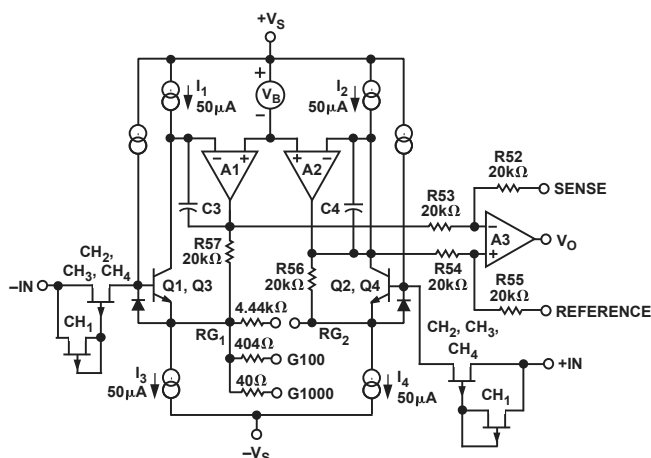 +VS
I1
50µA
+
VB
–
I2
50µA
– +
A1
+ –
A2
C3
C4
R53
20kΩ
R52
20kΩ
SENSE
R57
20kΩ
R56
20kΩ
–
A3
+
VO
R54
20kΩ
R55
20kΩ
REFERENCE
CH2,
CH3, CH4
–IN
Q1, Q3
Q2, Q4
CH1
4.44kΩ
RG1
RG2
404Ω
G100
40Ω
G1000
I3
50µA
I4
50µA
CH2, CH3,
CH4
+IN
CH1
–VS